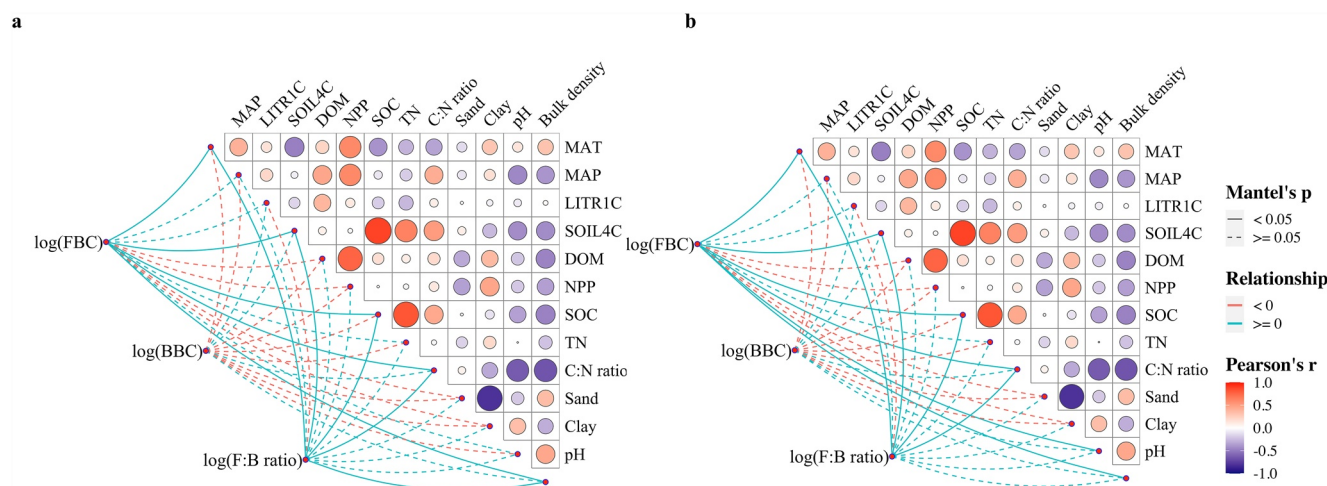 a
MAP
LITR1C
SOIL4C
DOM
NPP
SOC
TN
C:N ratio
Sand
Clay
pH
Bulk density
MAT
MAP
LITR1C
SOIL4C
DOM
NPP
SOC
TN
C:N ratio
Sand
Clay
pH
log(FBC)
log(BBC)
log(F:B ratio)
b
MAP
LITR1C
SOIL4C
DOM
NPP
SOC
TN
C:N ratio
Sand
Clay
pH
Bulk density
MAT
MAP
LITR1C
SOIL4C
DOM
NPP
SOC
TN
C:N ratio
Sand
Clay
pH
log(FBC)
log(BBC)
log(F:B ratio)
Mantel's p
< 0.05
>= 0.05
Relationship
< 0
>= 0
Pearson's r
1.0
0.5
0.0
-0.5
-1.0